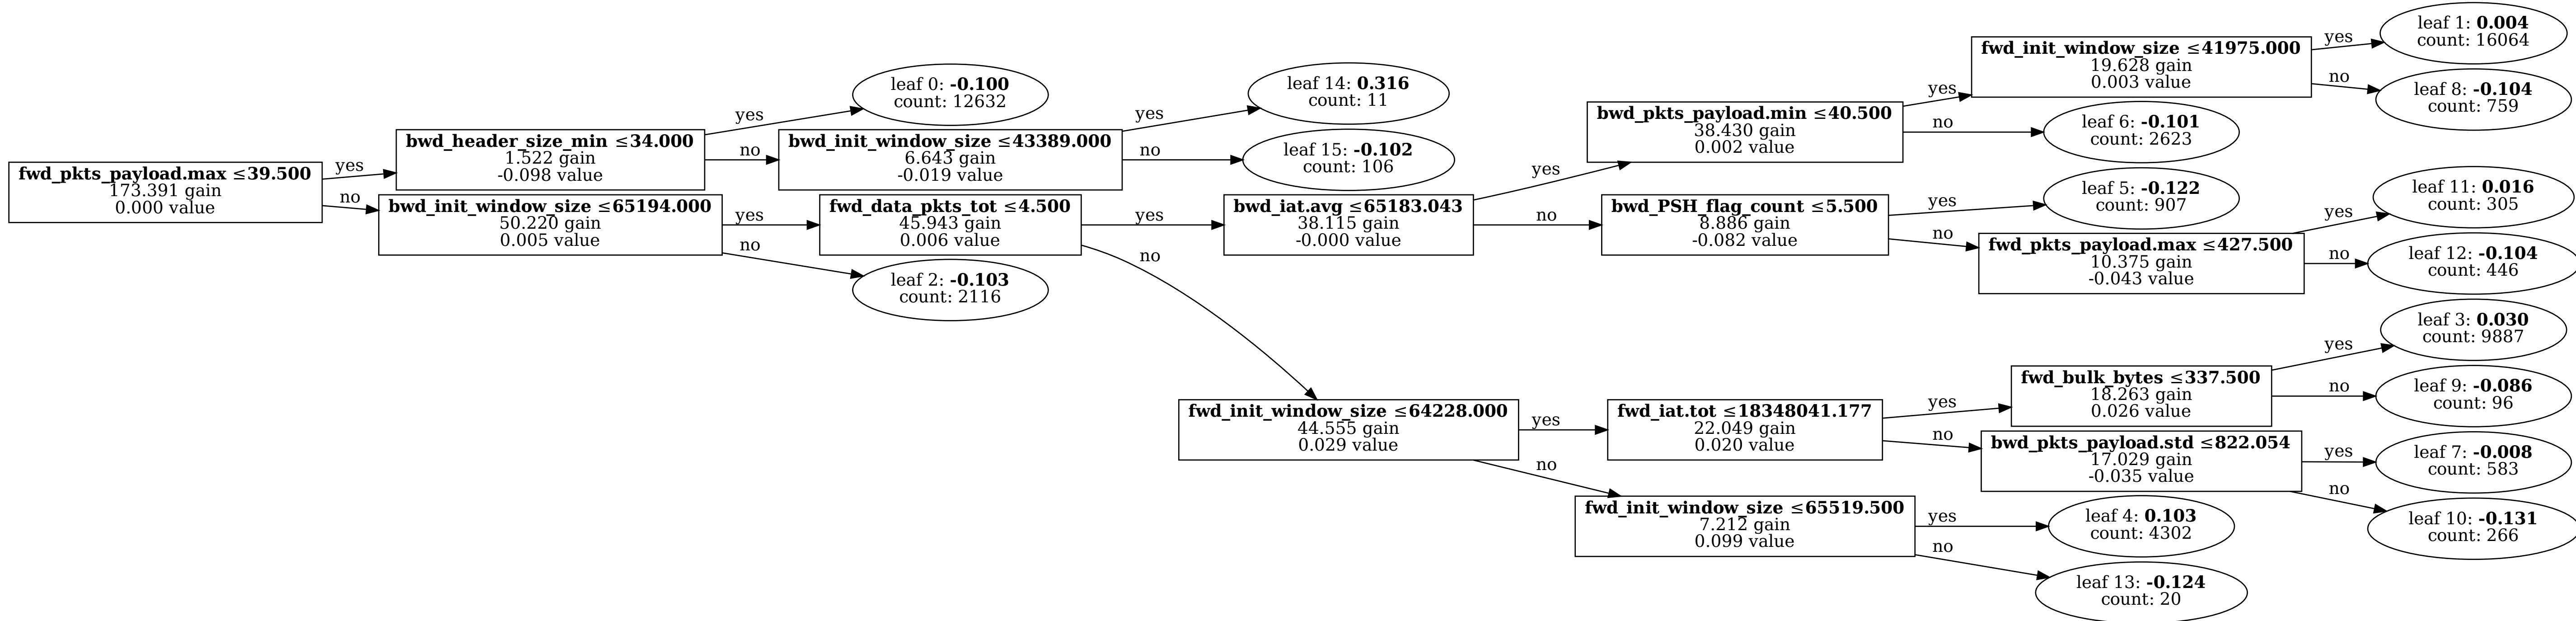 fwd_pkts_payload.max ≤39.500
173.391 gain
0.000 value
yes
no
bwd_header_size_min ≤34.000
1.522 gain
-0.098 value
yes
no
leaf 0: -0.100
count: 12632
bwd_init_window_size ≤43389.000
6.643 gain
-0.019 value
yes
no
leaf 14: 0.316
count: 11
leaf 15: -0.102
count: 106
bwd_init_window_size ≤65194.000
50.220 gain
0.005 value
yes
no
fwd_data_pkts_tot ≤4.500
45.943 gain
0.006 value
yes
no
leaf 2: -0.103
count: 2116
bwd_iat.avg ≤65183.043
38.115 gain
-0.000 value
yes
no
bwd_pkts_payload.min ≤40.500
38.430 gain
0.002 value
yes
no
fwd_init_window_size ≤41975.000
19.628 gain
0.003 value
yes
no
leaf 1: 0.004
count: 16064
leaf 8: -0.104
count: 759
leaf 6: -0.101
count: 2623
bwd_PSH_flag_count ≤5.500
8.886 gain
-0.082 value
yes
no
leaf 5: -0.122
count: 907
fwd_pkts_payload.max ≤427.500
10.375 gain
-0.043 value
yes
no
leaf 11: 0.016
count: 305
leaf 12: -0.104
count: 446
fwd_init_window_size ≤64228.000
44.555 gain
0.029 value
yes
no
fwd_iat.tot ≤18348041.177
22.049 gain
0.020 value
yes
no
fwd_bulk_bytes ≤337.500
18.263 gain
0.026 value
yes
no
leaf 3: 0.030
count: 9887
leaf 9: -0.086
count: 96
bwd_pkts_payload.std ≤822.054
17.029 gain
-0.035 value
yes
no
leaf 7: -0.008
count: 583
leaf 10: -0.131
count: 266
fwd_init_window_size ≤65519.500
7.212 gain
0.099 value
yes
no
leaf 4: 0.103
count: 4302
leaf 13: -0.124
count: 20